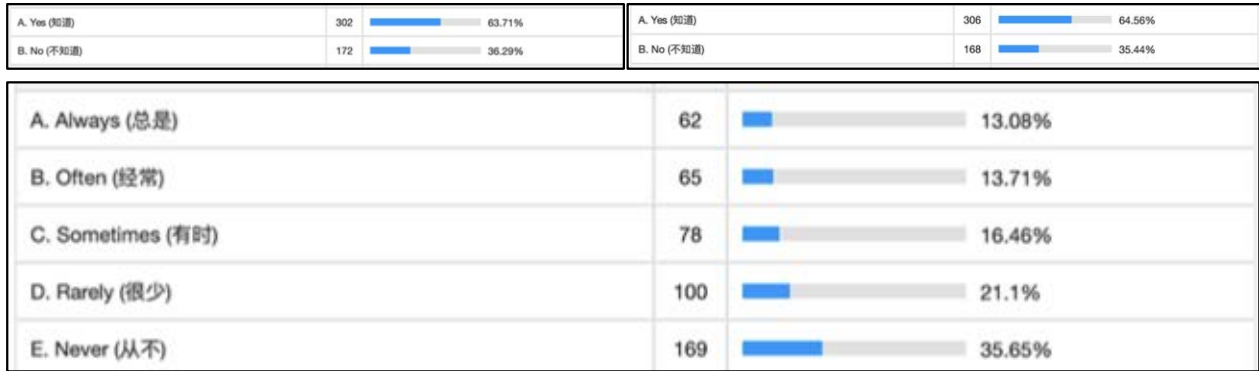 A. Yes (知道) 302 63.71%
B. No (不知道) 172 36.29%
A. Yes (知道) 306 64.56%
B. No (不知道) 168 35.44%
A. Always (总是) 62 13.08%
B. Often (经常) 65 13.71%
C. Sometimes (有时) 78 16.46%
D. Rarely (很少) 100 21.1%
E. Never (从不) 169 35.65%